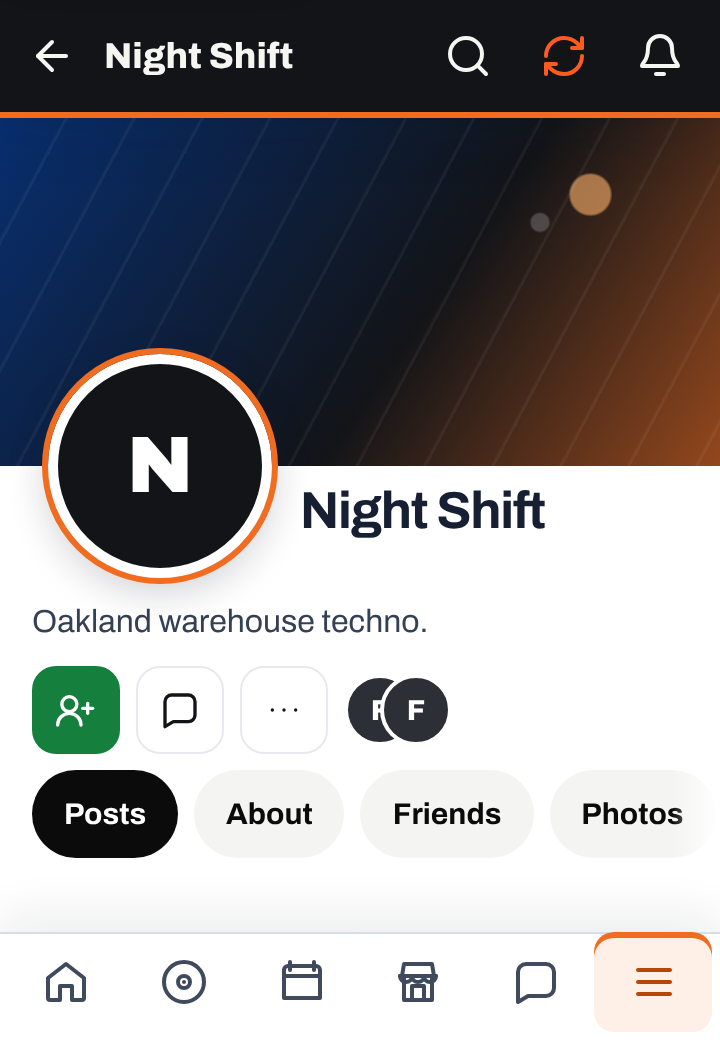 Night Shift
N
Night Shift
Oakland warehouse techno.
F
Posts About Friends Photos